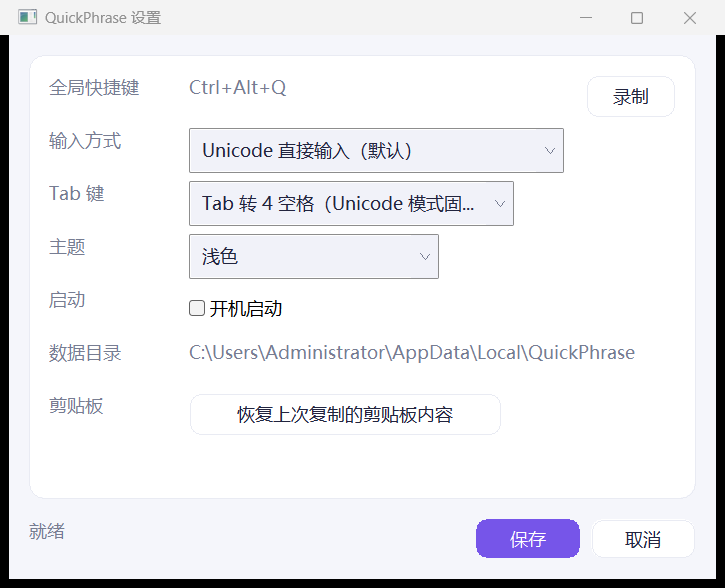 QuickPhrase 设置
全局快捷键 Ctrl+Alt+Q 录制
输入方式 Unicode 直接输入（默认）
Tab 键 Tab 转 4 空格（Unicode 模式固...
主题 浅色
启动 开机启动
数据目录 C:\Users\Administrator\AppData\Local\QuickPhrase
剪贴板 恢复上次复制的剪贴板内容
就绪 保存 取消